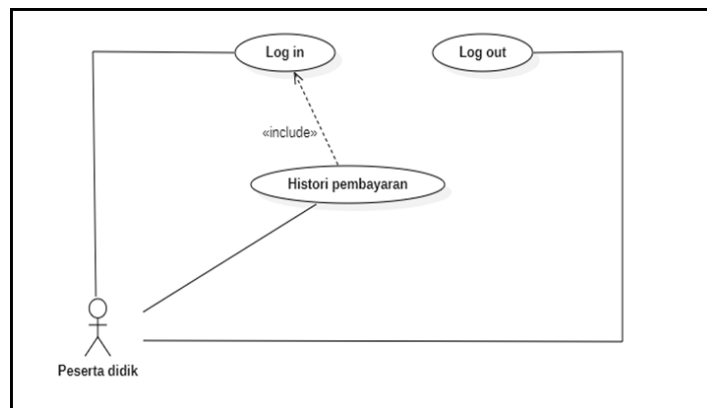 Log in
Log out
«include»
Histori pembayaran
Peserta didik